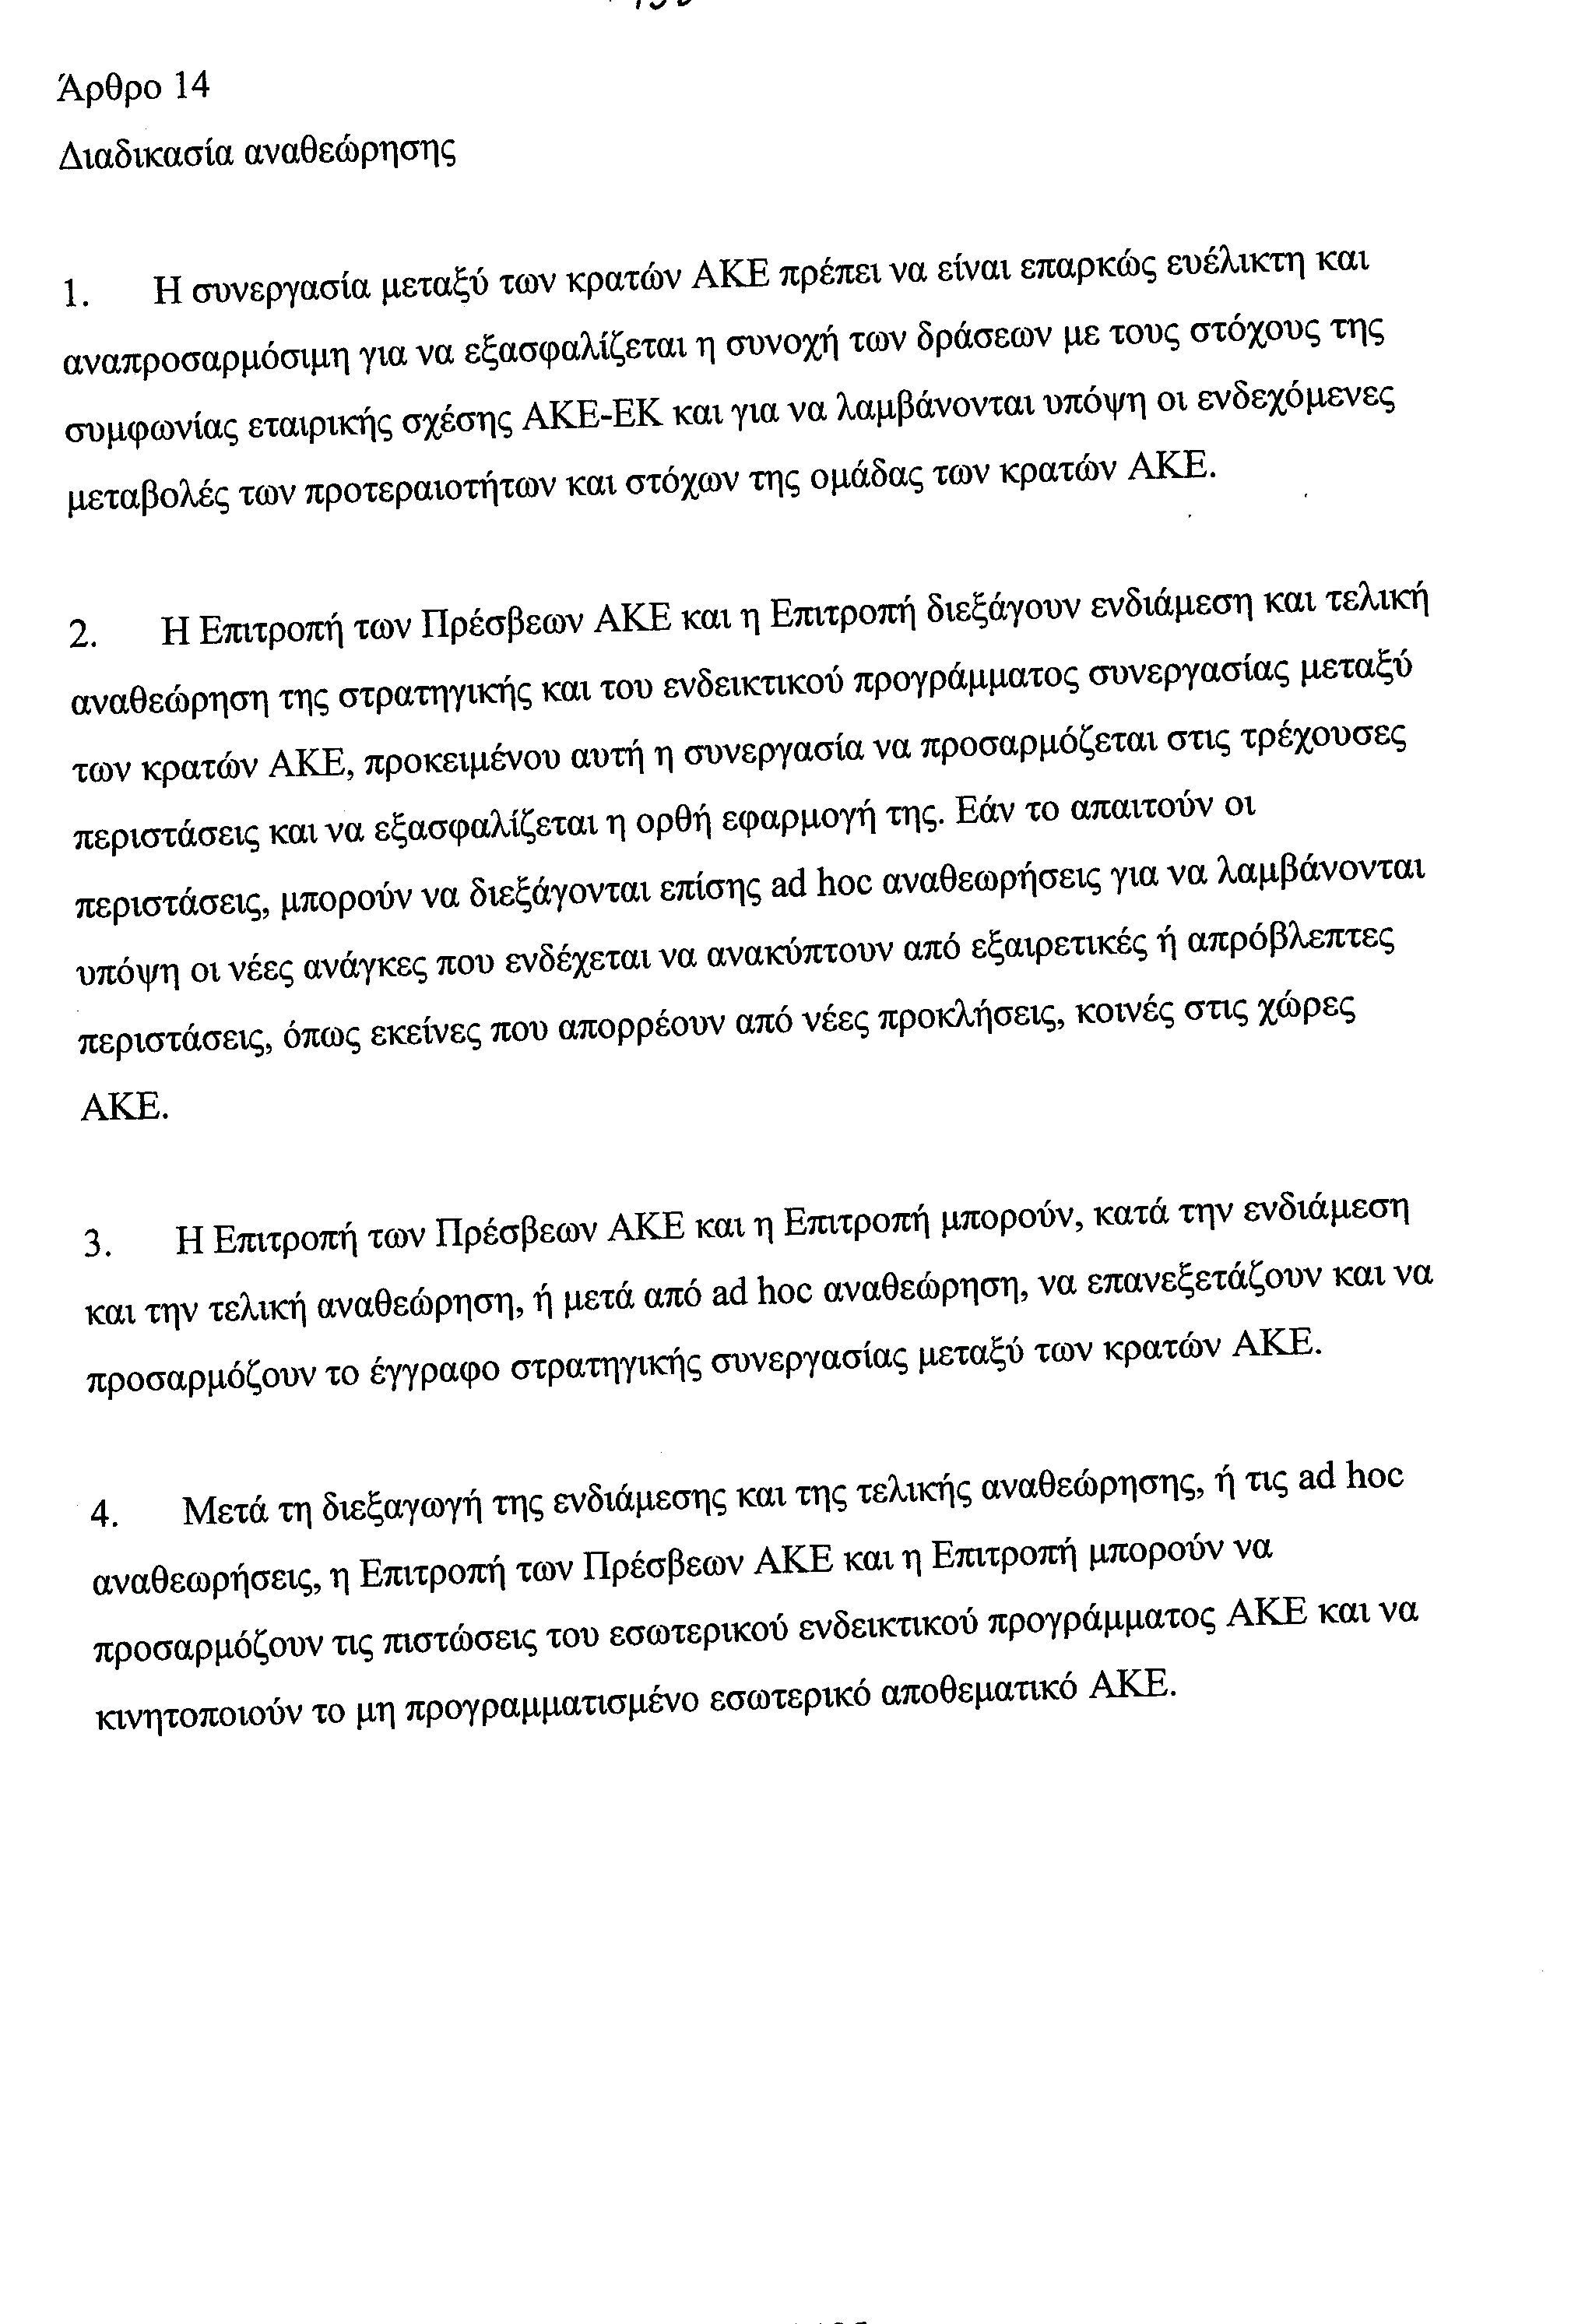 Άρθρο 14
Διαδικασία αναθεώρησης
1. Η συνεργασία μεταξύ των κρατών ΑΚΕ πρέπει να είναι επαρκώς ευέλικτη και
αναπροσαρμόσιμη για να εξασφαλίζεται η συνοχή των δράσεων με τους στόχους της
συμφωνίας εταιρικής σχέσης ΑΚΕ-ΕΚ και για να λαμβάνονται υπόψη οι ενδεχόμενες
μεταβολές των προτεραιοτήτων και στόχων της ομάδας των κρατών ΑΚΕ.
2. Η Επιτροπή των Πρέσβεων ΑΚΕ και η Επιτροπή διεξάγουν ενδιάμεση και τελική
αναθεώρηση της στρατηγικής και του ενδεικτικού προγράμματος συνεργασίας μεταξύ
των κρατών ΑΚΕ, προκειμένου αυτή η συνεργασία να προσαρμόζεται στις τρέχουσες
περιστάσεις και να εξασφαλίζεται η ορθή εφαρμογή της. Εάν το απαιτούν οι
περιστάσεις, μπορούν να διεξάγονται επίσης ad hoc αναθεωρήσεις για να λαμβάνονται
υπόψη οι νέες ανάγκες που ενδέχεται να ανακύπτουν από εξαιρετικές ή απρόβλεπτες
περιστάσεις, όπως εκείνες που απορρέουν από νέες προκλήσεις, κοινές στις χώρες
ΑΚΕ.
3. Η Επιτροπή των Πρέσβεων ΑΚΕ και η Επιτροπή μπορούν, κατά την ενδιάμεση
και την τελική αναθεώρηση, ή μετά από ad hoc αναθεώρηση, να επανεξετάζουν και να
προσαρμόζουν το έγγραφο στρατηγικής συνεργασίας μεταξύ των κρατών ΑΚΕ.
4. Μετά τη διεξαγωγή της ενδιάμεσης και της τελικής αναθεώρησης, ή τις ad hoc
αναθεωρήσεις, η Επιτροπή των Πρέσβεων ΑΚΕ και η Επιτροπή μπορούν να
προσαρμόζουν τις πιστώσεις του εσωτερικού ενδεικτικού προγράμματος ΑΚΕ και να
κινητοποιούν το μη προγραμματισμένο εσωτερικό αποθεματικό ΑΚΕ.